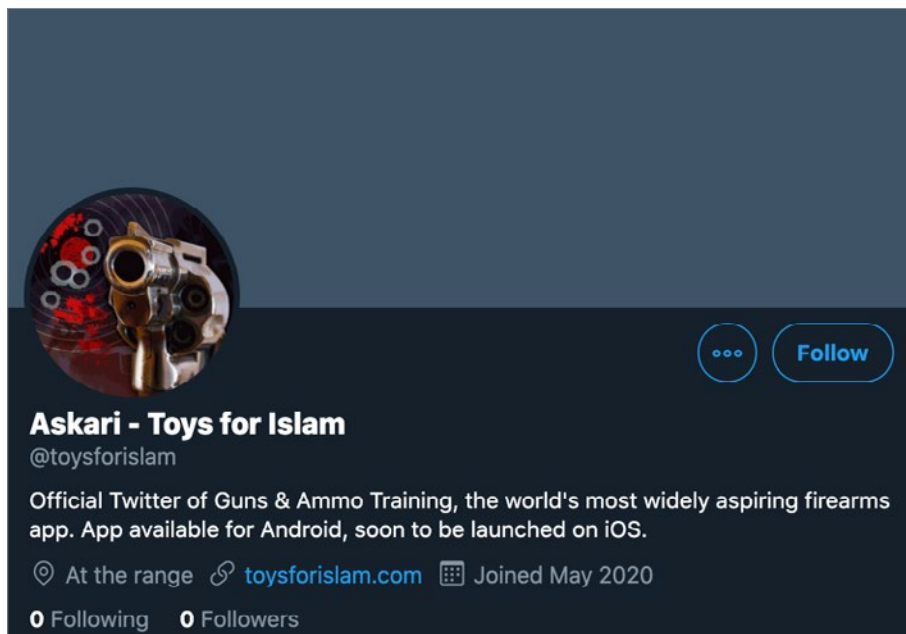 Follow
Askari - Toys for Islam
@toysforislam
Official Twitter of Guns & Ammo Training, the world's most widely aspiring firearms
app. App available for Android, soon to be launched on iOS.
At the range toysforislam.com Joined May 2020
0 Following 0 Followers